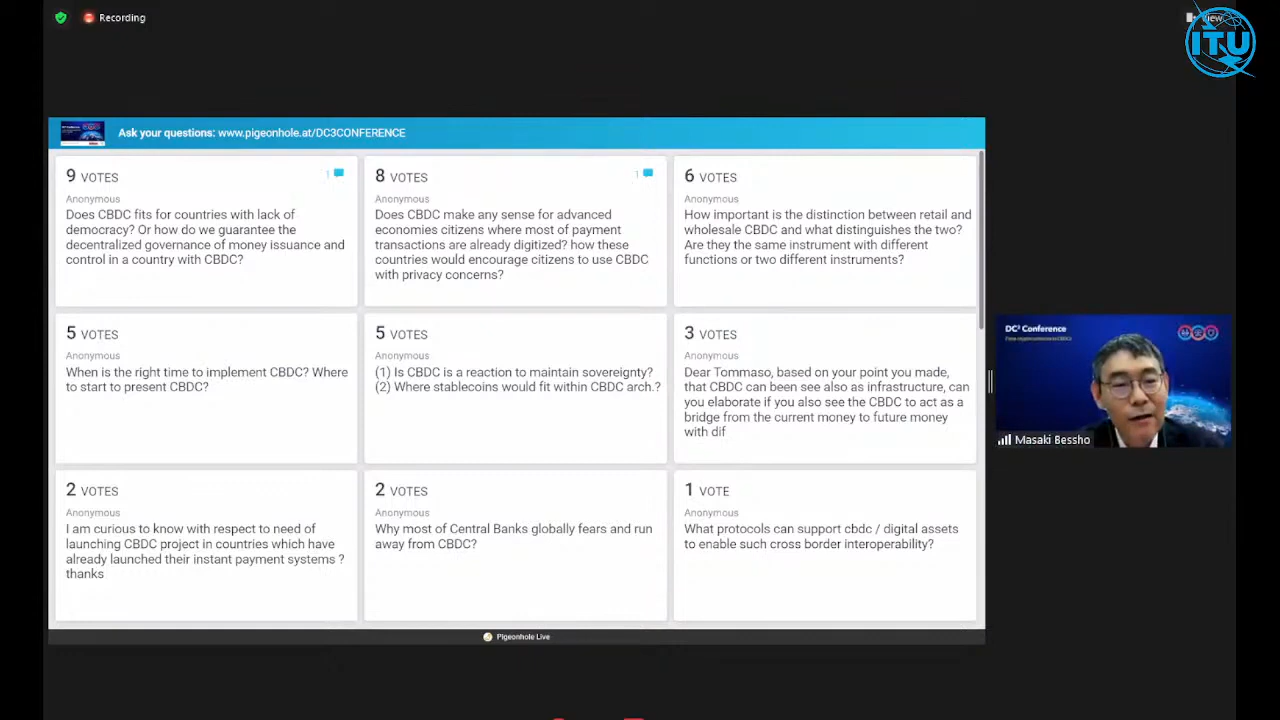 Recording
View
ITU
Ask your questions: www.pigeonhole.at/DC3CONFERENCE
9 VOTES
1
Anonymous
Does CBDC fits for countries with lack of
democracy? Or how do we guarantee the
decentralized governance of money issuance and
control in a country with CBDC?
8 VOTES
1
Anonymous
Does CBDC make any sense for advanced
economies citizens where most of payment
transactions are already digitized? how these
countries would encourage citizens to use CBDC
with privacy concerns?
6 VOTES
Anonymous
How important is the distinction between retail and
wholesale CBDC and what distinguishes the two?
Are they the same instrument with different
functions or two different instruments?
5 VOTES
Anonymous
When is the right time to implement CBDC? Where
to start to present CBDC?
5 VOTES
Anonymous
(1) Is CBDC is a reaction to maintain sovereignty?
(2) Where stablecoins would fit within CBDC arch.?
3 VOTES
Anonymous
Dear Tommaso, based on your point you made,
that CBDC can been see also as infrastructure, can
you elaborate if you also see the CBDC to act as a
bridge from the current money to future money
with dif
2 VOTES
Anonymous
I am curious to know with respect to need of
launching CBDC project in countries which have
already launched their instant payment systems ?
thanks
2 VOTES
Anonymous
Why most of Central Banks globally fears and run
away from CBDC?
1 VOTE
Anonymous
What protocols can support cbdc / digital assets
to enable such cross border interoperability?
Pigeonhole Live
DC³ Conference
From cryptocurrencies to CBDCs
Masaki Bessho